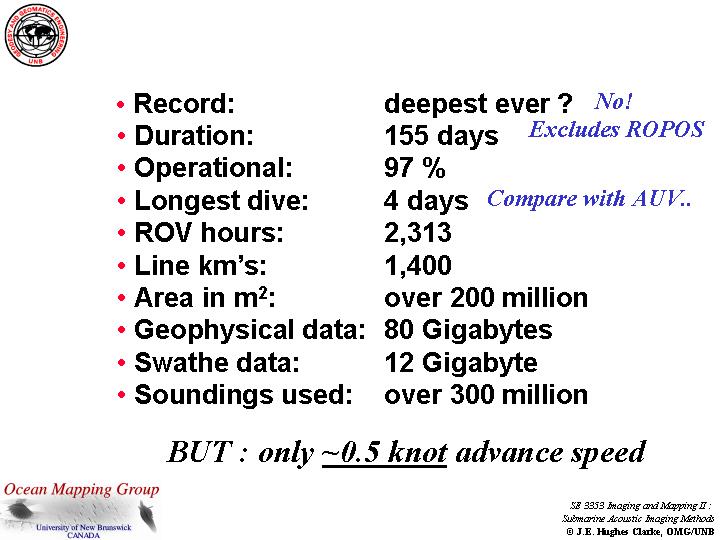 GEODESY AND GEOMATICS ENGINEERING
UNB
• Record: deepest ever ? No!
• Duration: 155 days Excludes ROPOS
• Operational: 97 %
• Longest dive: 4 days Compare with AUV..
• ROV hours: 2,313
• Line km’s: 1,400
• Area in m²: over 200 million
• Geophysical data: 80 Gigabytes
• Swathe data: 12 Gigabyte
• Soundings used: over 300 million
BUT : only ~0.5 knot advance speed
Ocean Mapping Group
University of New Brunswick
CANADA
SE 3353 Imaging and Mapping II :
Submarine Acoustic Imaging Methods
© J.E. Hughes Clarke, OMG/UNB